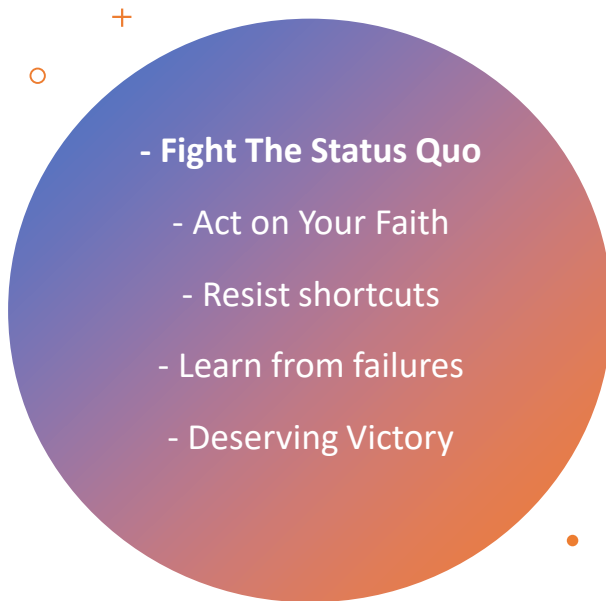 - Fight The Status Quo
- Act on Your Faith
- Resist shortcuts
- Learn from failures
- Deserving Victory